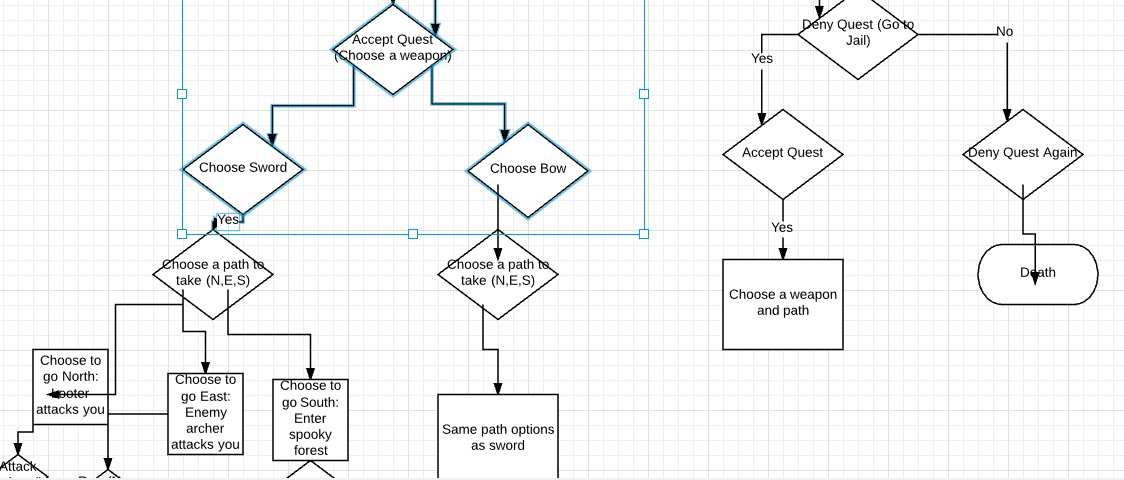 Accept Quest
(Choose a weapon)
Choose Sword
Choose Bow
Yes
Choose a path to
take (N,E,S)
Choose a path to
take (N,E,S)
Choose to
go North:
Looter
attacks you
Choose to
go East:
Enemy
archer
attacks you
Choose to
go South:
Enter
spooky
forest
Same path options
as sword
Attack
Deny Quest (Go to
Jail)
Yes
No
Accept Quest
Deny Quest Again
Yes
Choose a weapon
and path
Death